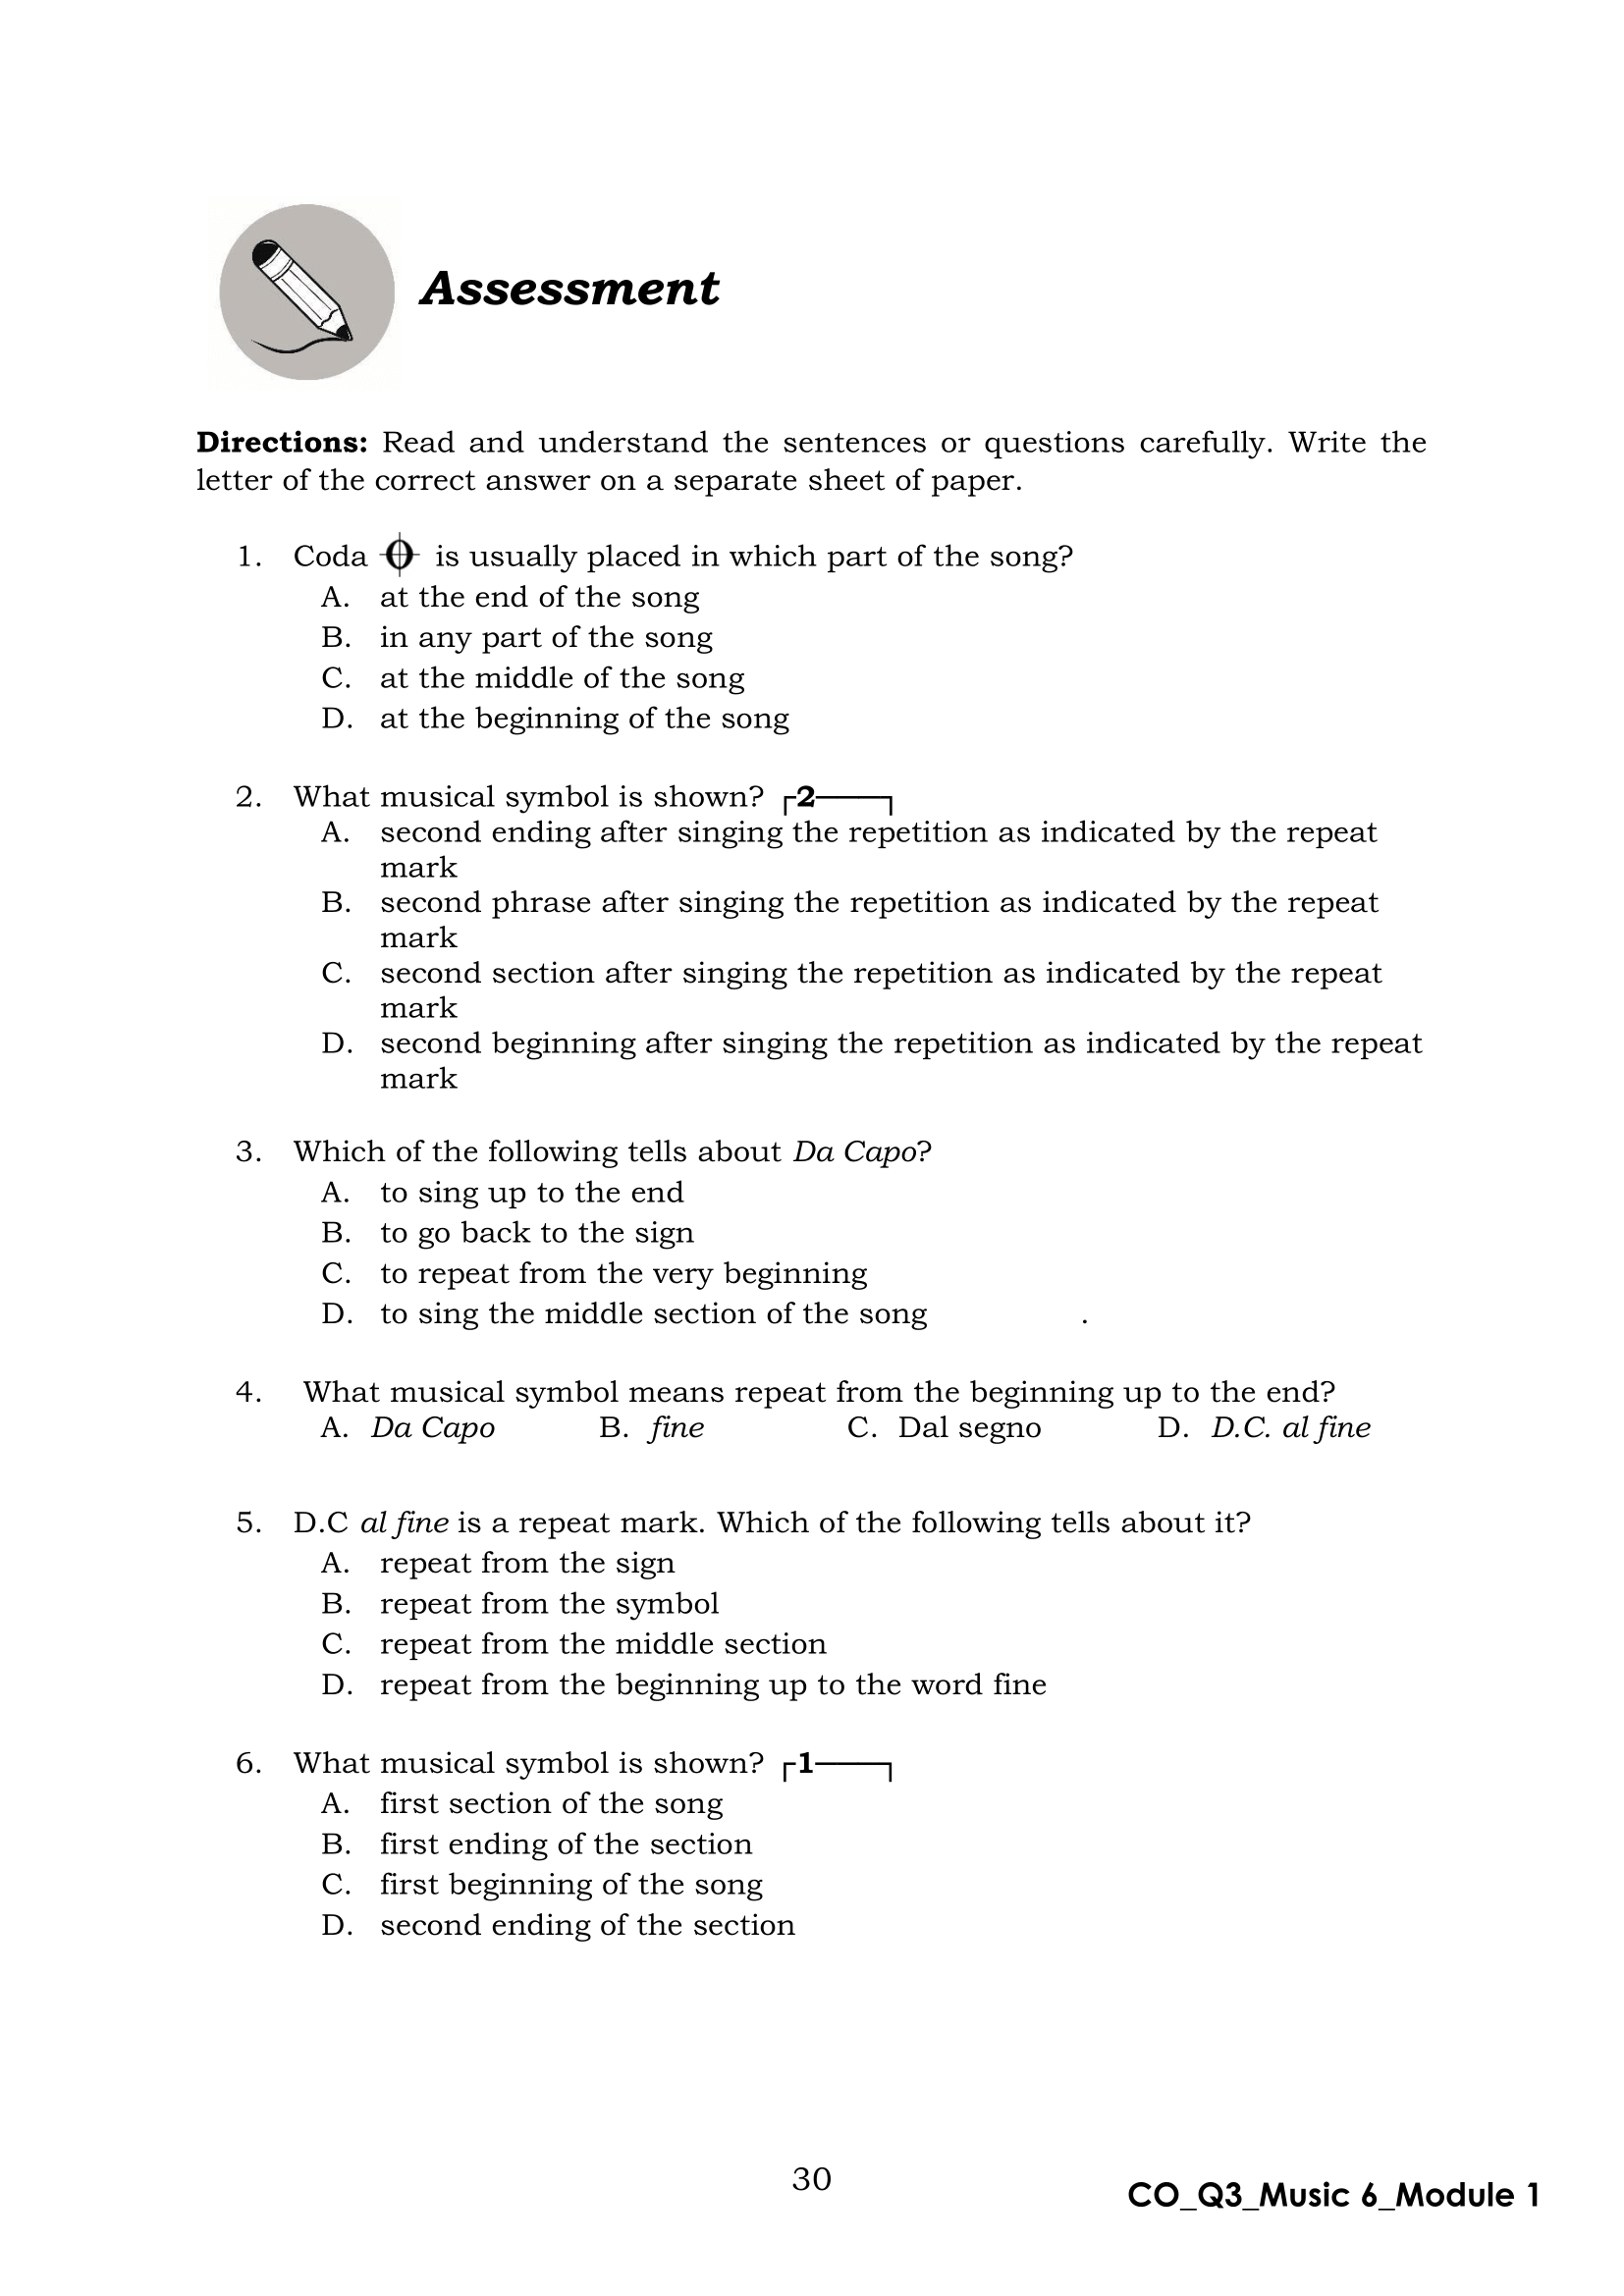 Assessment
Directions: Read and understand the sentences or questions carefully. Write the
letter of the correct answer on a separate sheet of paper.
1. Coda is usually placed in which part of the song?
A. at the end of the song
B. in any part of the song
C. at the middle of the song
D. at the beginning of the song
2. What musical symbol is shown? 2
A. second ending after singing the repetition as indicated by the repeat
mark
B. second phrase after singing the repetition as indicated by the repeat
mark
C. second section after singing the repetition as indicated by the repeat
mark
D. second beginning after singing the repetition as indicated by the repeat
mark
3. Which of the following tells about Da Capo?
A. to sing up to the end
B. to go back to the sign
C. to repeat from the very beginning
D. to sing the middle section of the song .
4. What musical symbol means repeat from the beginning up to the end?
A. Da Capo B. fine C. Dal segno D. D.C. al fine
5. D.C al fine is a repeat mark. Which of the following tells about it?
A. repeat from the sign
B. repeat from the symbol
C. repeat from the middle section
D. repeat from the beginning up to the word fine
6. What musical symbol is shown? 1
A. first section of the song
B. first ending of the section
C. first beginning of the song
D. second ending of the section
30
CO_Q3_Music 6_Module 1